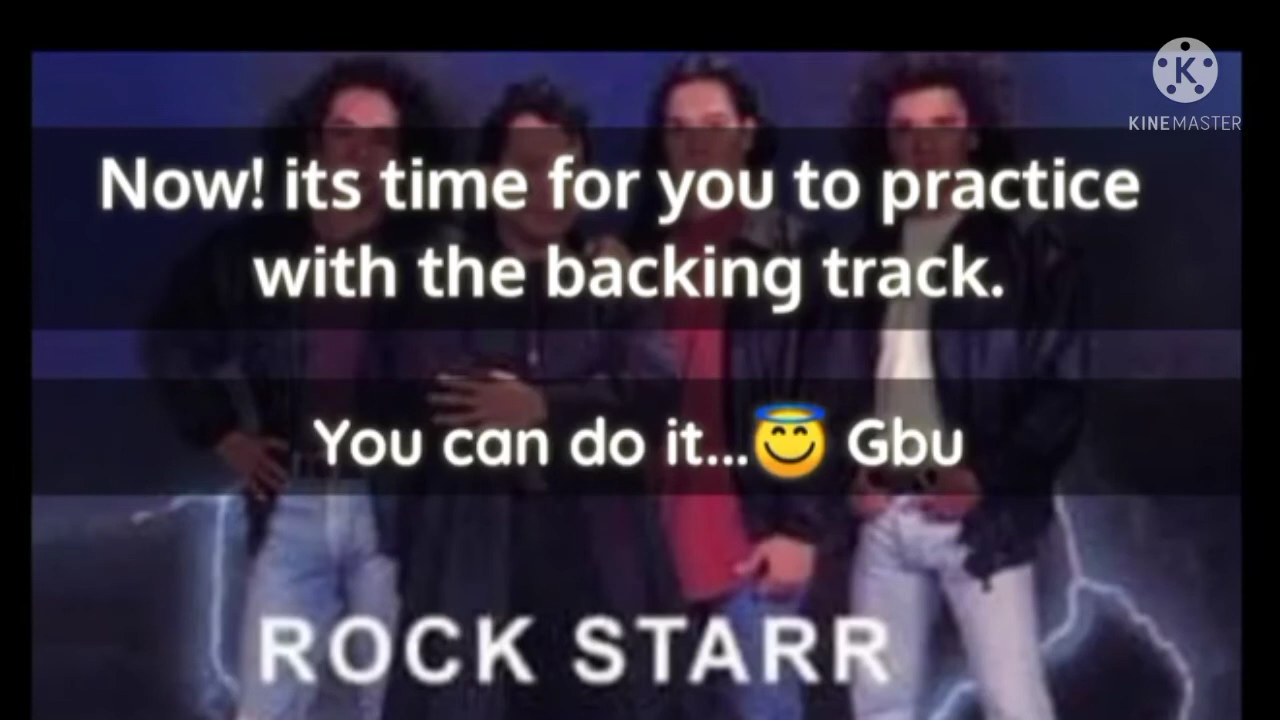 KINEMASTER
Now! its time for you to practice
with the backing track.
You can do it...😇 Gbu
ROCK STARR